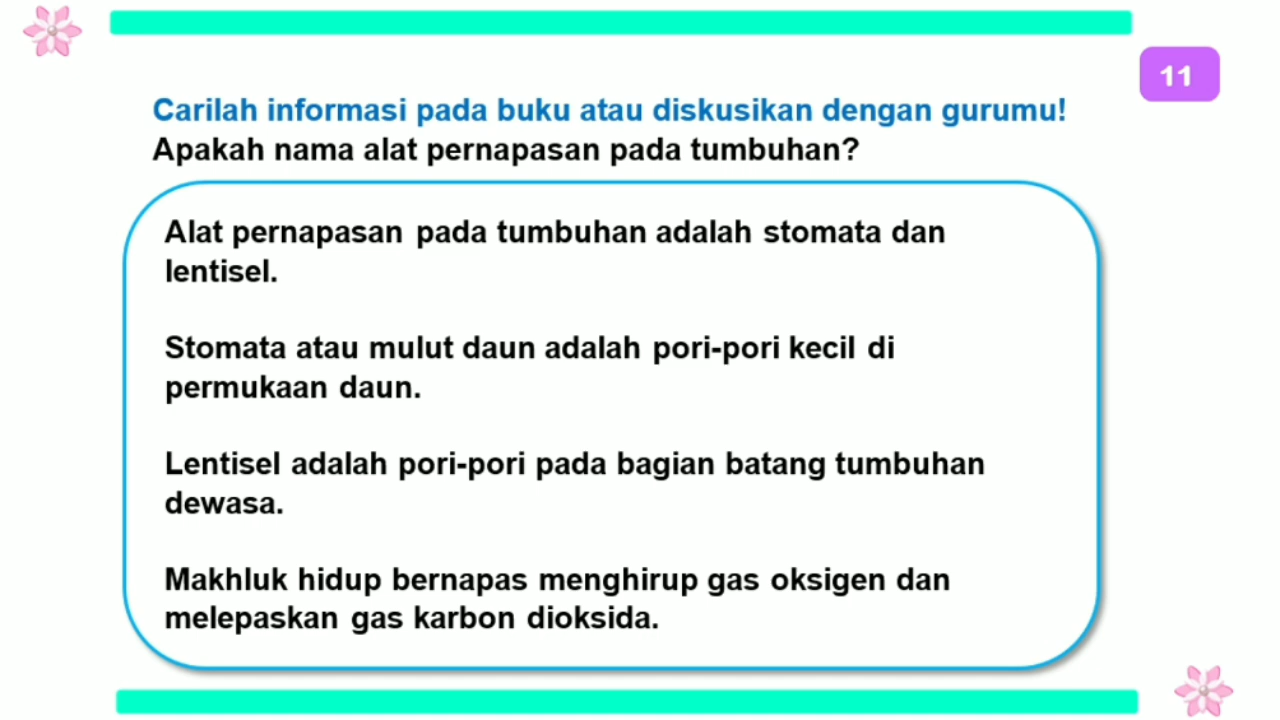 11
Carilah informasi pada buku atau diskusikan dengan gurumu!
Apakah nama alat pernapasan pada tumbuhan?
Alat pernapasan pada tumbuhan adalah stomata dan
lentisel.
Stomata atau mulut daun adalah pori-pori kecil di
permukaan daun.
Lentisel adalah pori-pori pada bagian batang tumbuhan
dewasa.
Makhluk hidup bernapas menghirup gas oksigen dan
melepaskan gas karbon dioksida.